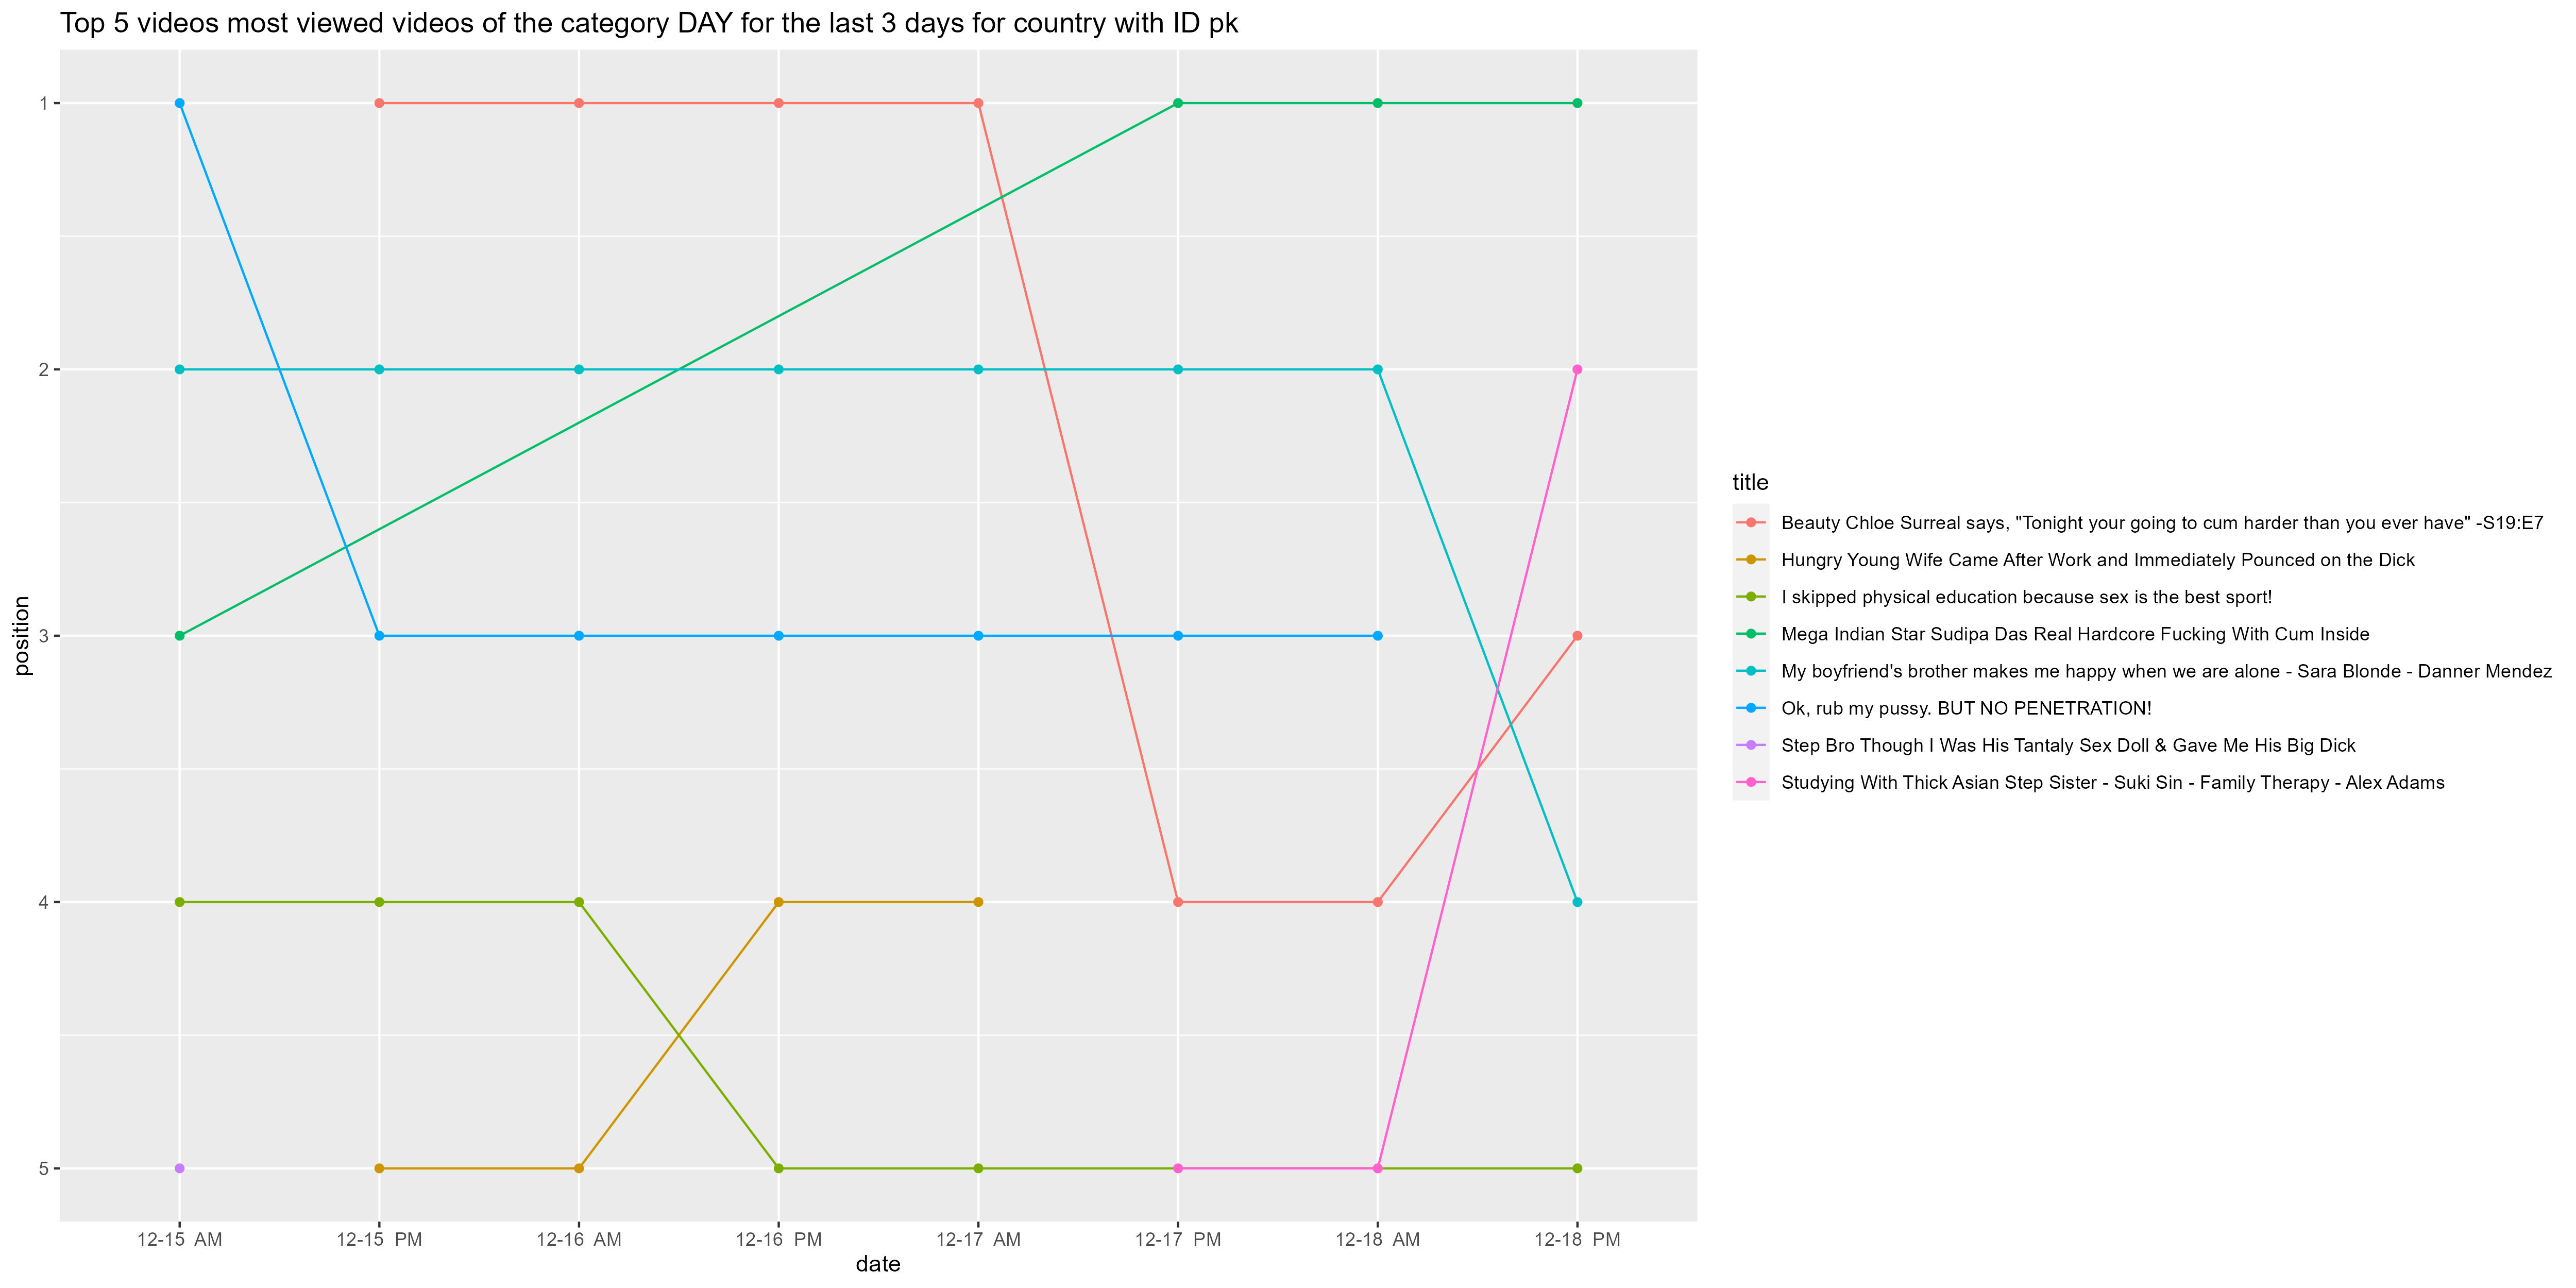 Top 5 videos most viewed videos of the category DAY for the last 3 days for country with ID pk
position
1
2
3
4
5
12-15 AM
12-15 PM
12-16 AM
12-16 PM
12-17 AM
12-17 PM
12-18 AM
12-18 PM
date
title
Beauty Chloe Surreal says, "Tonight your going to cum harder than you ever have" -S19:E7
Hungry Young Wife Came After Work and Immediately Pounced on the Dick
I skipped physical education because sex is the best sport!
Mega Indian Star Sudipa Das Real Hardcore Fucking With Cum Inside
My boyfriend's brother makes me happy when we are alone - Sara Blonde - Danner Mendez
Ok, rub my pussy. BUT NO PENETRATION!
Step Bro Though I Was His Tantaly Sex Doll & Gave Me His Big Dick
Studying With Thick Asian Step Sister - Suki Sin - Family Therapy - Alex Adams